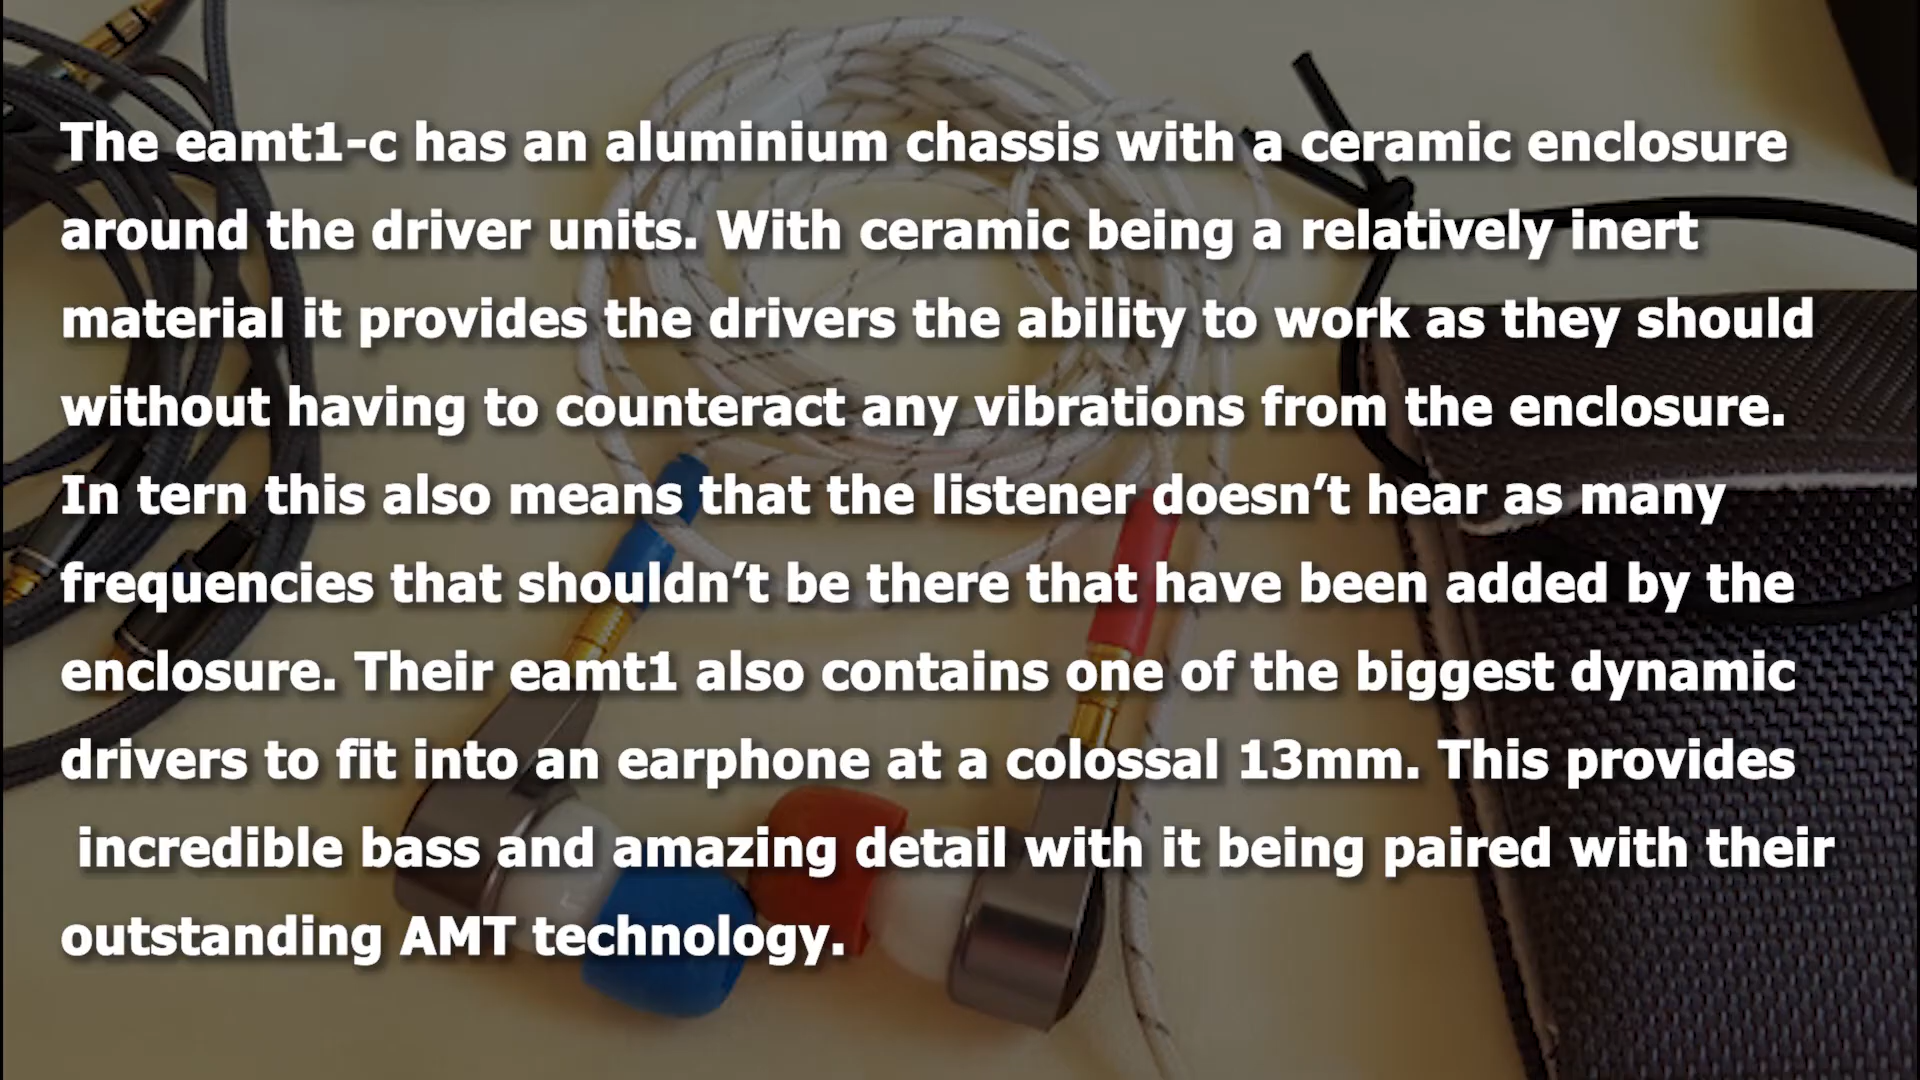 The eamt1-c has an aluminium chassis with a ceramic enclosure
around the driver units. With ceramic being a relatively inert
material it provides the drivers the ability to work as they should
without having to counteract any vibrations from the enclosure.
In tern this also means that the listener doesn’t hear as many
frequencies that shouldn’t be there that have been added by the
enclosure. Their eamt1 also contains one of the biggest dynamic
drivers to fit into an earphone at a colossal 13mm. This provides
incredible bass and amazing detail with it being paired with their
outstanding AMT technology.